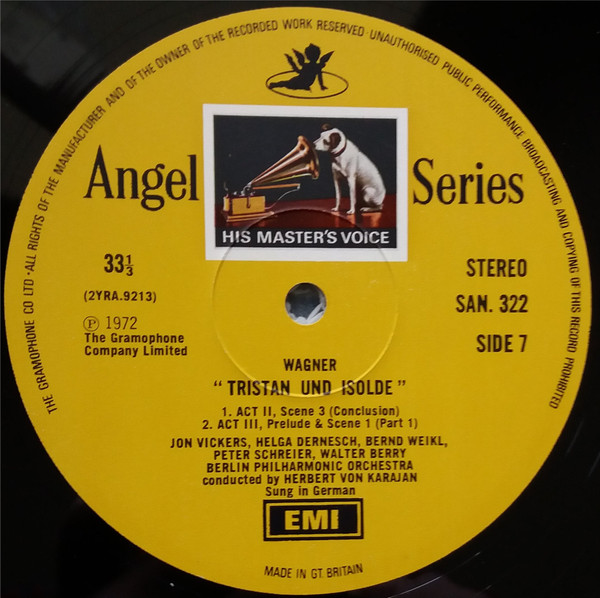 THE GRAMOPHONE CO LTD · ALL RIGHTS OF THE MANUFACTURER AND OF THE OWNER OF THE RECORDED WORK RESERVED · UNAUTHORISED PUBLIC PERFORMANCE BROADCASTING AND COPYING OF THIS RECORD PROHIBITED
Angel Series
HIS MASTER'S VOICE
33⅓
(2YRA.9213)
℗ 1972
The Gramophone
Company Limited
STEREO
SAN. 322
SIDE 7
WAGNER
"TRISTAN UND ISOLDE"
1. ACT II, Scene 3 (Conclusion)
2. ACT III, Prelude & Scene 1 (Part 1)
JON VICKERS, HELGA DERNESCH, BERND WEIKL,
PETER SCHREIER, WALTER BERRY
BERLIN PHILHARMONIC ORCHESTRA
conducted by HERBERT VON KARAJAN
Sung in German
EMI
MADE IN GT. BRITAIN